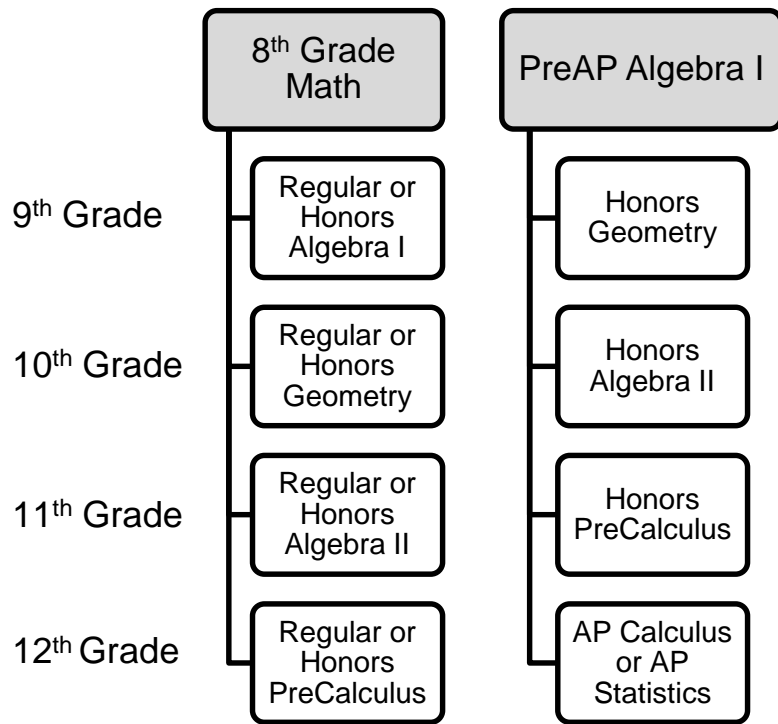 8th Grade
Math
PreAP Algebra I
9th Grade
Regular or
Honors
Algebra I
Honors
Geometry
10th Grade
Regular or
Honors
Geometry
Honors
Algebra II
11th Grade
Regular or
Honors
Algebra II
Honors
PreCalculus
12th Grade
Regular or
Honors
PreCalculus
AP Calculus
or AP
Statistics